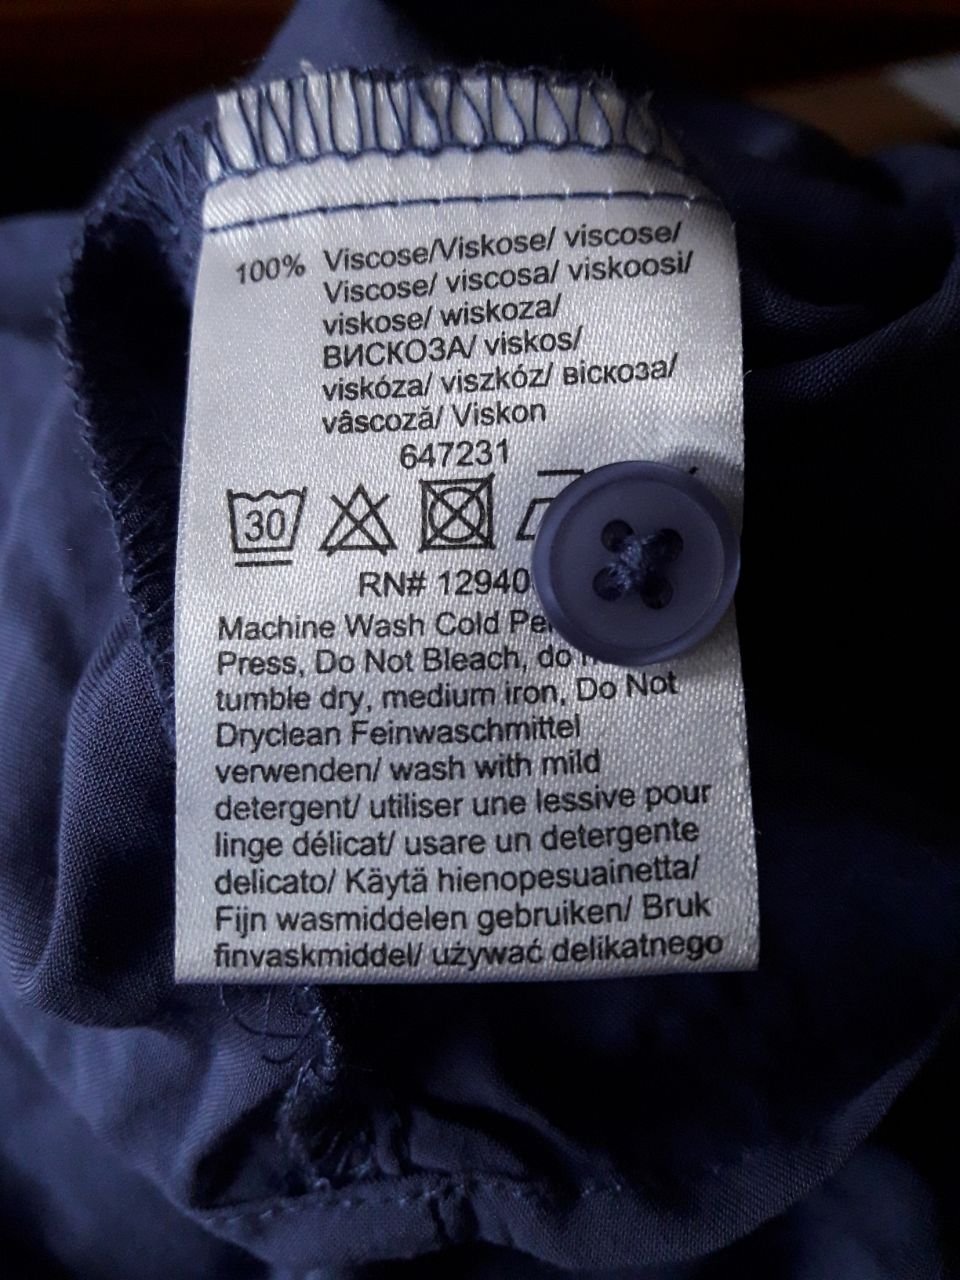 100% Viscose/Viskose/ viscose/
Viscose/ viscosa/ viskoosi/
viskose/ wiskoza/
ВИСКОЗА/ viskos/
viskóza/ viszkóz/ віскоза/
vâscoză/ Viskon
647231
30
RN# 12940
Machine Wash Cold
Press, Do Not Bleach, do
tumble dry, medium iron, Do Not
Dryclean Feinwaschmittel
verwenden/ wash with mild
detergent/ utiliser une lessive pour
linge délicat/ usare un detergente
delicato/ Käytä hienopesuainetta/
Fijn wasmiddelen gebruiken/ Bruk
finvaskmiddel/ używać delikatnego